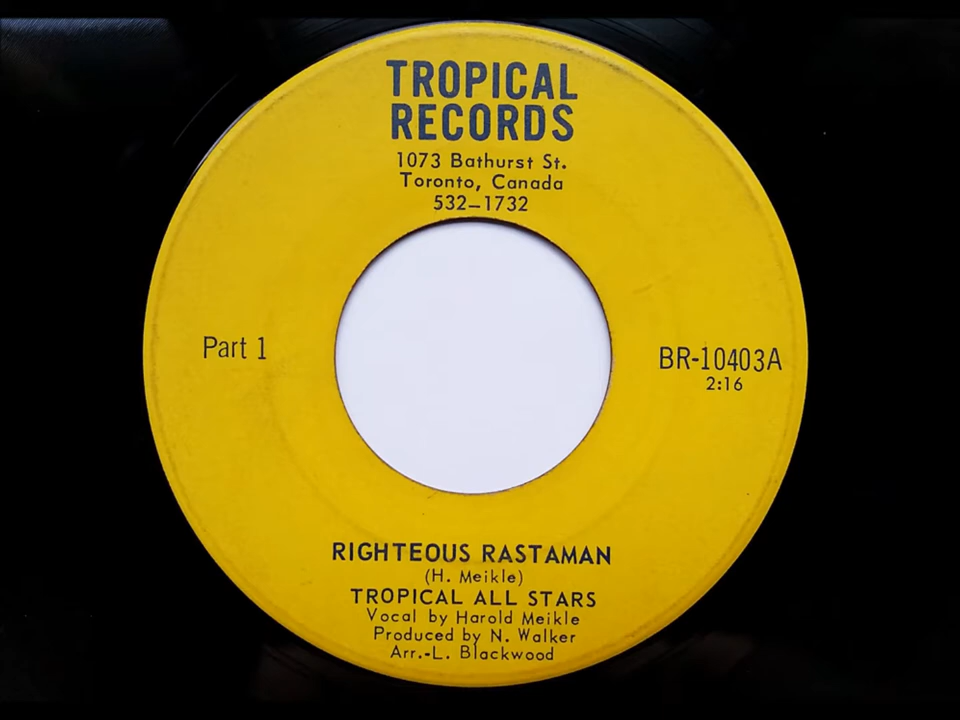 TROPICAL
RECORDS
1073 Bathurst St.
Toronto, Canada
532-1732
Part 1
BR-10403A
2:16
RIGHTEOUS RASTAMAN
(H. Meikle)
TROPICAL ALL STARS
Vocal by Harold Meikle
Produced by N. Walker
Arr.-L. Blackwood